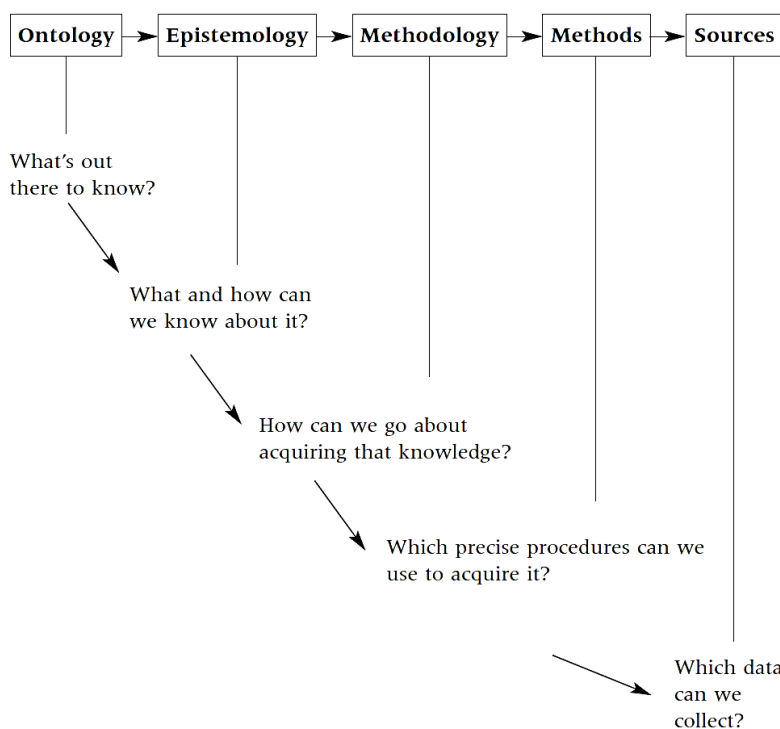 Ontology Epistemology Methodology Methods Sources
What's out
there to know?
What and how can
we know about it?
How can we go about
acquiring that knowledge?
Which precise procedures can we
use to acquire it?
Which data
can we
collect?